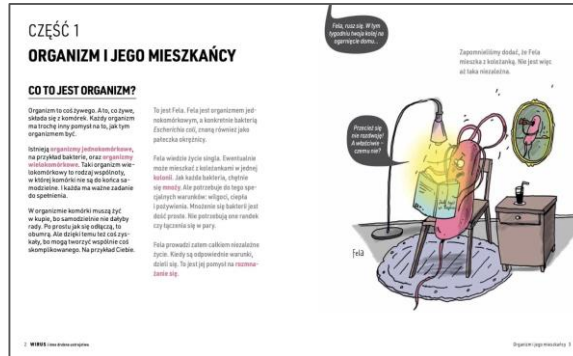 CZĘŚĆ 1
ORGANIZM I JEGO MIESZKAŃCY
CO TO JEST ORGANIZM?
Organizm to coś żywego. A to, co żywe,
składa się z komórek. Każdy organizm
ma trochę inny pomysł na to, jak tym
organizmem być.
Istnieją organizmy jednokomórkowe,
na przykład bakterie, oraz organizmy
wielokomórkowe. Taki organizm wie-
lokomórkowy to rodzaj wspólnoty,
w której komórki nie są do końca sa-
modzielne. I każda ma ważne zadanie
do spełnienia.
W organizmie komórki muszą żyć
w kupie, bo samodzielnie nie dałyby
rady. Po prostu jak się odłączą, to
obumrą. Ale dzięki temu też coś zys-
kały, bo mogą tworzyć wspólnie coś
skomplikowanego. Na przykład Ciebie.
To jest Fela. Fela jest organizmem jed-
nokomórkowym, a konkretnie bakterią
Escherichia coli, znaną również jako
pałeczka okrężnicy.
Fela wiedzie życie singla. Ewentualnie
może mieszkać z koleżankami w jednej
kolonii. Jak każda bakteria, chętnie
się mnoży. Ale potrzebuje do tego spe-
cjalnych warunków: wilgoci, ciepła
i pożywienia. Mnożenie się bakterii jest
dość proste. Nie potrzebują one randek
czy łączenia się w pary.
Fela prowadzi zatem całkiem niezależne
życie. Kiedy są odpowiednie warunki,
dzieli się. To jest jej pomysł na rozmna-
żanie się.
2 WIRUS
Fela, rusz się. W tym
tygodniu twoja kolej na
ogarnięcie domu...
Zapomnieliśmy dodać, że Fela
mieszka z koleżanką. Nie jest więc
aż taka niezależna.
Przecież się
nie rozdwoję!
A właściwie –
czemu nie?
Fela
Organizm i jego mieszkańcy 3